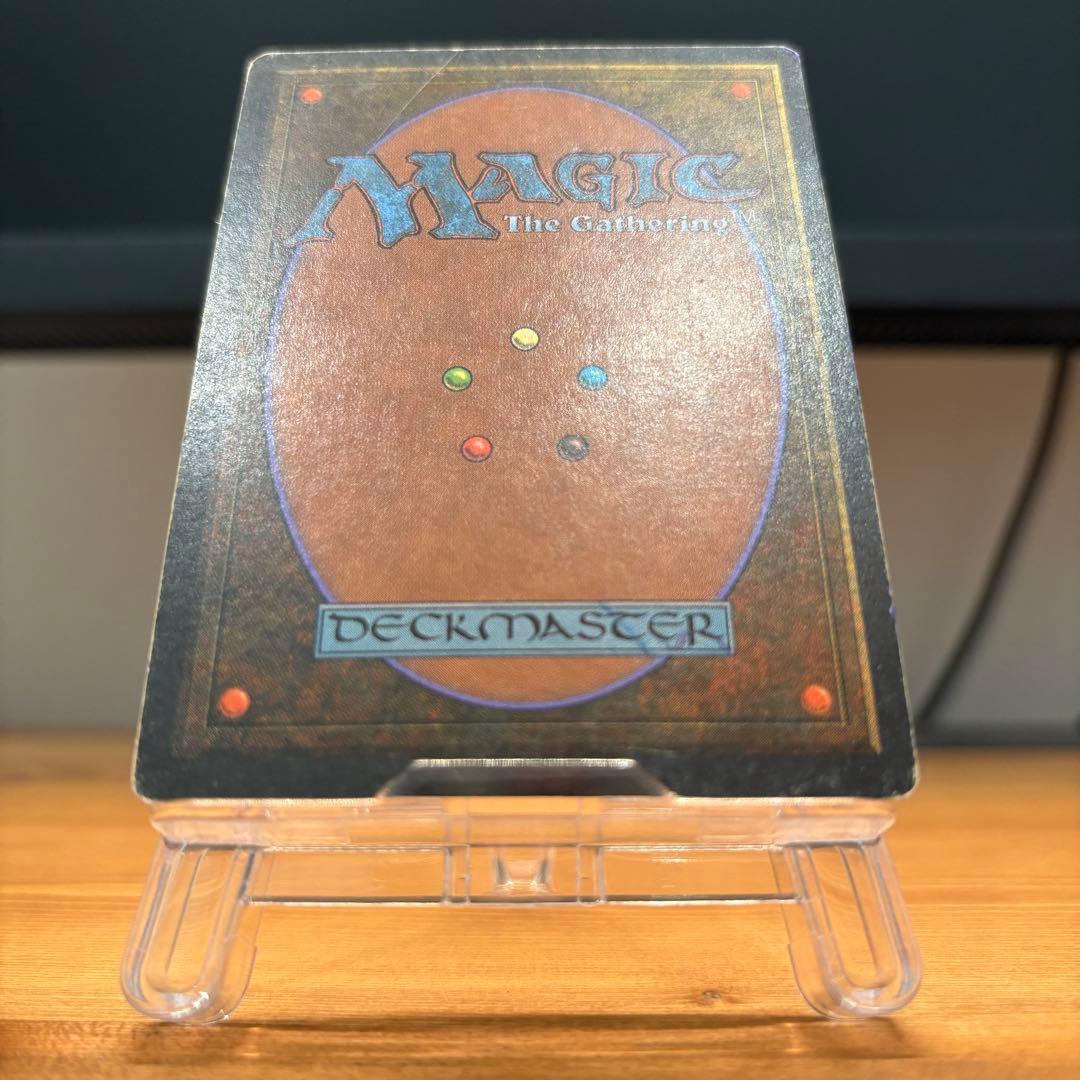 MAGIC
The Gathering™
DECKMASTER